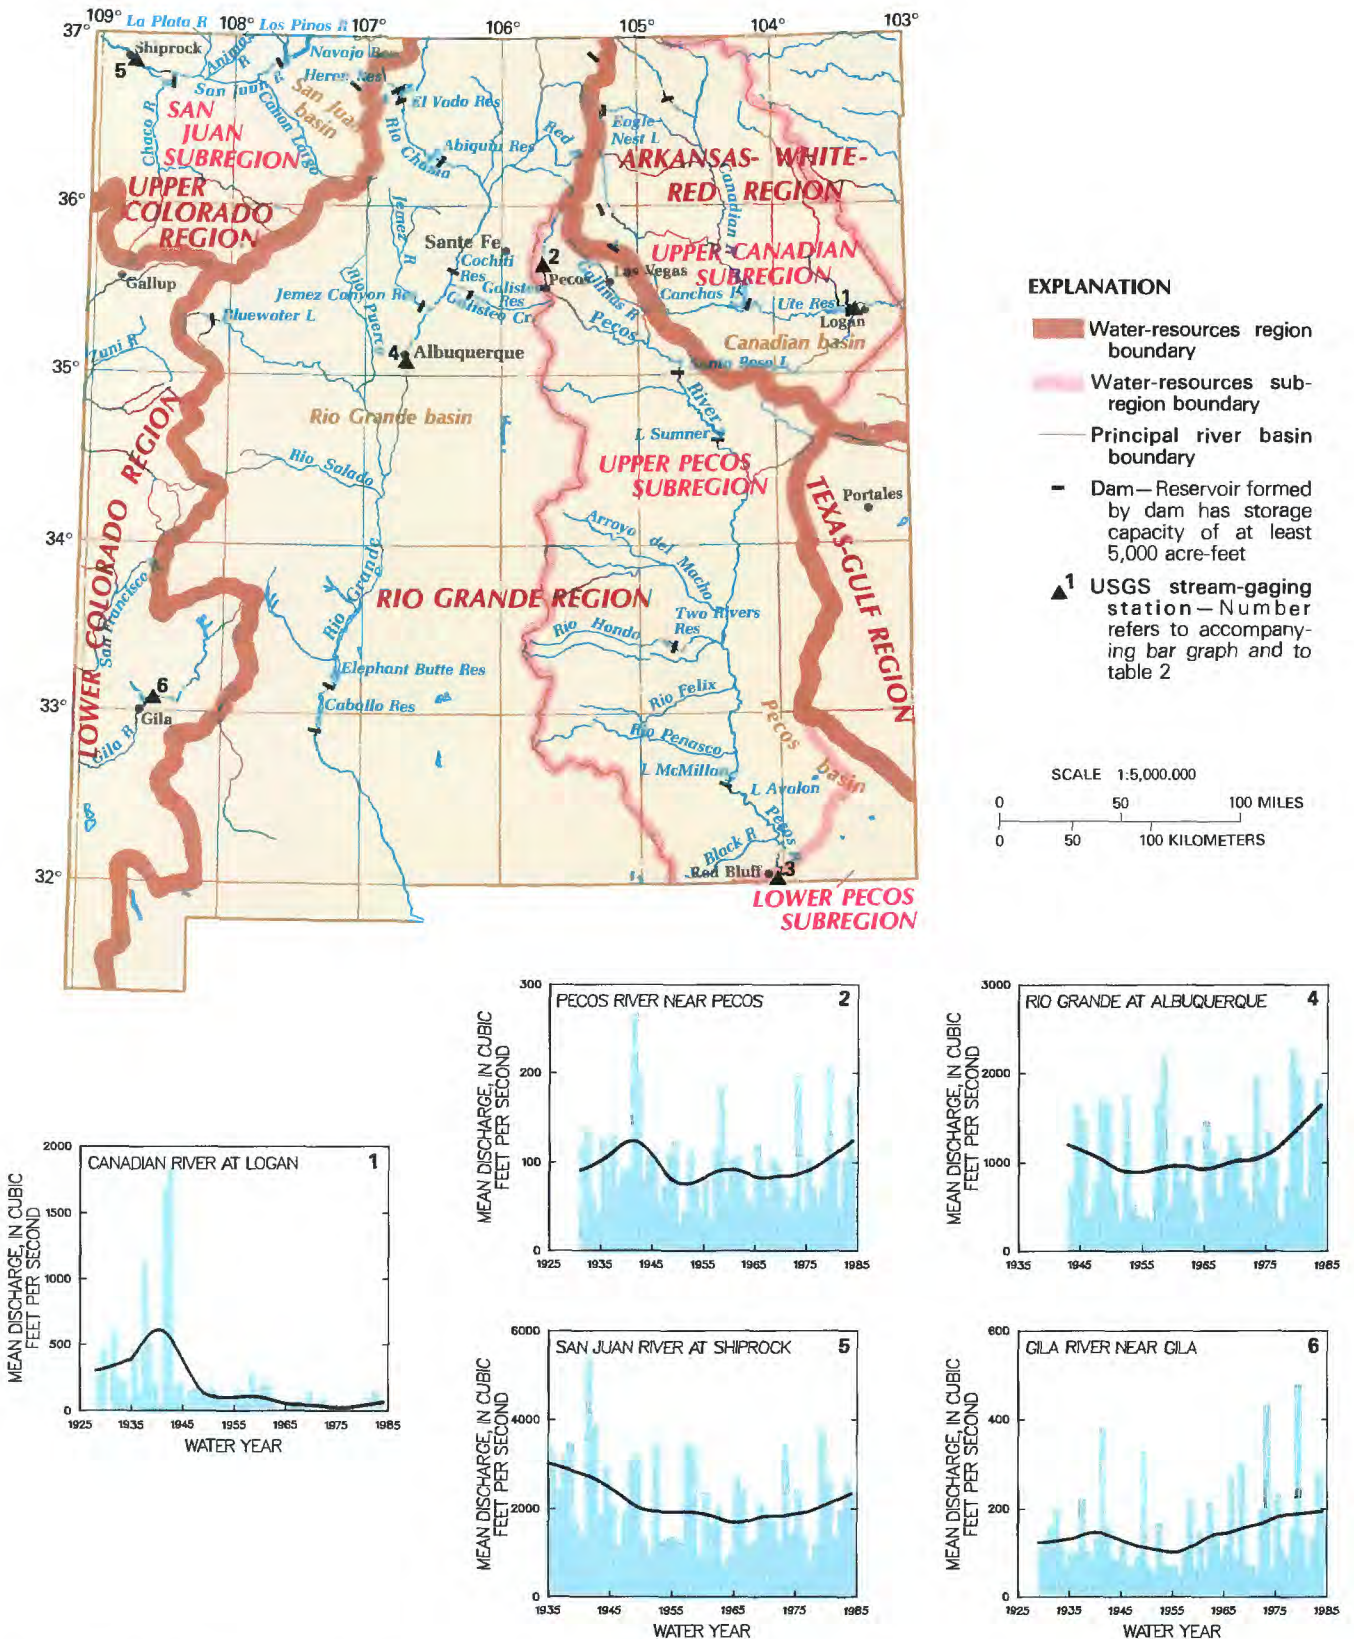 109°
La Plata R
108°
Los Pinos R
107°
106°
105°
104°
103°
37°
Shiprock
5
Animas
R
Navajo Res
Heron Res
San Juan
R
El Vado Res
SAN
JUAN
SUBREGION
San Juan
basin
Canon Largo
Chaco R
Rio Chama
Abiquiu Res
Red
R
Eagle
Nest L
ARKANSAS-WHITE-
RED REGION
Canadian R
36°
UPPER
COLORADO
REGION
Jemez R
Sante Fe
Cochiti
Res
2
Pecos
Las Vegas
UPPER CANADIAN
SUBREGION
Gallup
Galisteo
Res
Galisteo Cr
Gallinas R
Conchas L
Ute Res
1
Logan
Jemez Canyon Res
Rio Puerco
Bluewater L
Pecos
River
Canadian basin
Zuni R
4
Albuquerque
Santa Rosa L
35°
Rio Grande basin
L Sumner
Rio Salado
UPPER PECOS
SUBREGION
Portales
LOWER COLORADO REGION
TEXAS-GULF REGION
34°
Arroyo del Macho
San Francisco R
Rio Grande
RIO GRANDE REGION
Two Rivers
Res
Rio Hondo
Elephant Butte Res
6
Gila
Gila R
Caballo Res
Rio Felix
33°
Pecos
basin
Rio Penasco
L McMillan
L Avalon
Pecos
R
Black R
Red Bluff
3
32°
LOWER PECOS
SUBREGION
EXPLANATION
Water-resources region
boundary
Water-resources sub-
region boundary
Principal river basin
boundary
Dam—Reservoir formed
by dam has storage
capacity of at least
5,000 acre-feet
1
USGS stream-gaging
station—Number
refers to accompany-
ing bar graph and to
table 2
SCALE 1:5,000.000
0 50 100 MILES
0 50 100 KILOMETERS
CANADIAN RIVER AT LOGAN 1
MEAN DISCHARGE, IN CUBIC
FEET PER SECOND
2000
1500
1000
500
0
1925 1935 1945 1955 1965 1975 1985
WATER YEAR
PECOS RIVER NEAR PECOS 2
MEAN DISCHARGE, IN CUBIC
FEET PER SECOND
300
200
100
0
1925 1935 1945 1955 1965 1975 1985
RIO GRANDE AT ALBUQUERQUE 4
MEAN DISCHARGE, IN CUBIC
FEET PER SECOND
3000
2000
1000
0
1935 1945 1955 1965 1975 1985
SAN JUAN RIVER AT SHIPROCK 5
MEAN DISCHARGE, IN CUBIC
FEET PER SECOND
6000
4000
2000
0
1935 1945 1955 1965 1975 1985
WATER YEAR
GILA RIVER NEAR GILA 6
MEAN DISCHARGE, IN CUBIC
FEET PER SECOND
600
400
200
0
1925 1935 1945 1955 1965 1975 1985
WATER YEAR